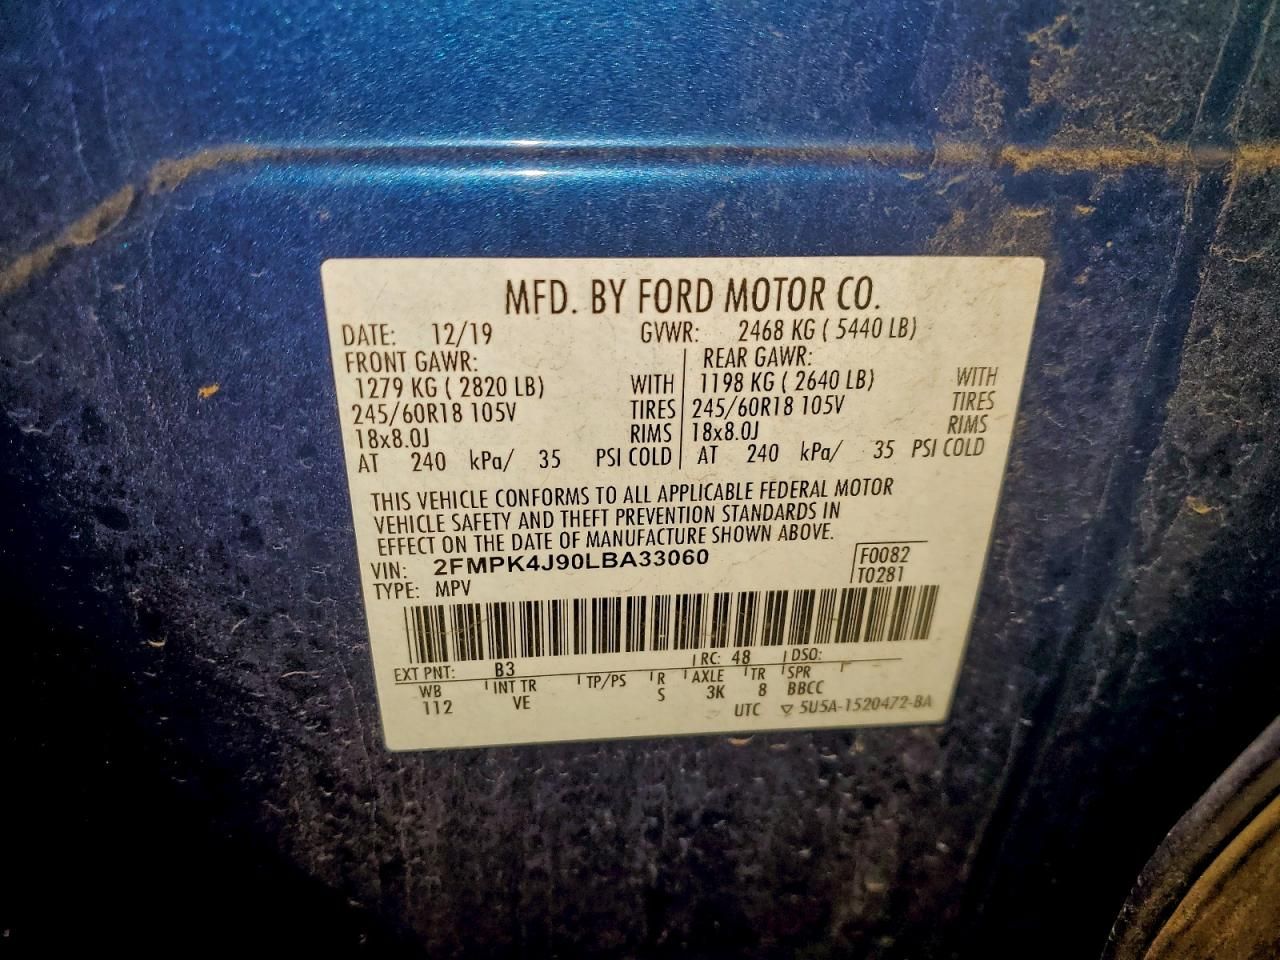 MFD. BY FORD MOTOR CO.
DATE: 12/19 GVWR: 2468 KG ( 5440 LB)
FRONT GAWR: REAR GAWR:
1279 KG ( 2820 LB) WITH 1198 KG ( 2640 LB) WITH
245/60R18 105V TIRES 245/60R18 105V TIRES
18x8.0J RIMS 18x8.0J RIMS
AT 240 kPa/ 35 PSI COLD AT 240 kPa/ 35 PSI COLD
THIS VEHICLE CONFORMS TO ALL APPLICABLE FEDERAL MOTOR
VEHICLE SAFETY AND THEFT PREVENTION STANDARDS IN
EFFECT ON THE DATE OF MANUFACTURE SHOWN ABOVE.
VIN: 2FMPK4J90LBA33060 F0082
TYPE: MPV T0281
EXT PNT: B3 RC: 48 DSO:
WB INT TR TP/PS R AXLE TR SPR
112 VE S 3K 8 BBCC
UTC ▽ 5U5A-1520472-BA